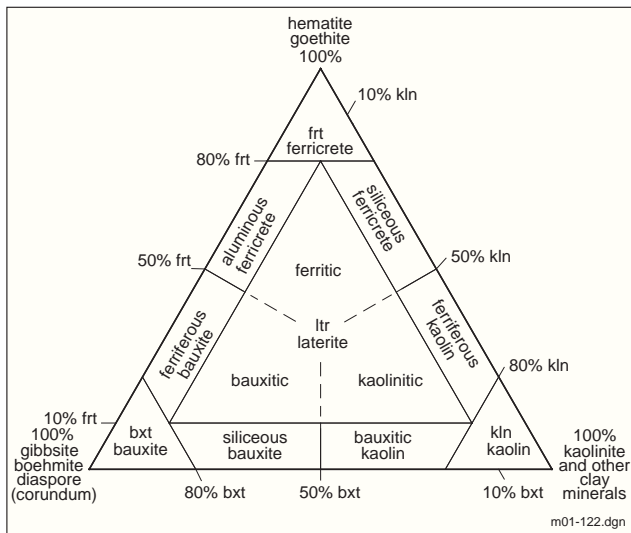 hematite
goethite
100%
10% kln
frt
ferricrete
80% frt
aluminous
ferricrete
siliceous
ferricrete
50% frt
50% kln
ferritic
ltr
laterite
ferriferous
bauxite
ferriferous
kaolin
80% kln
bauxitic
kaolinitic
10% frt
100%
gibbsite
boehmite
diaspore
(corundum)
bxt
bauxite
siliceous
bauxite
bauxitic
kaolin
kln
kaolin
100%
kaolinite
and other
clay
minerals
80% bxt
50% bxt
10% bxt
m01-122.dgn